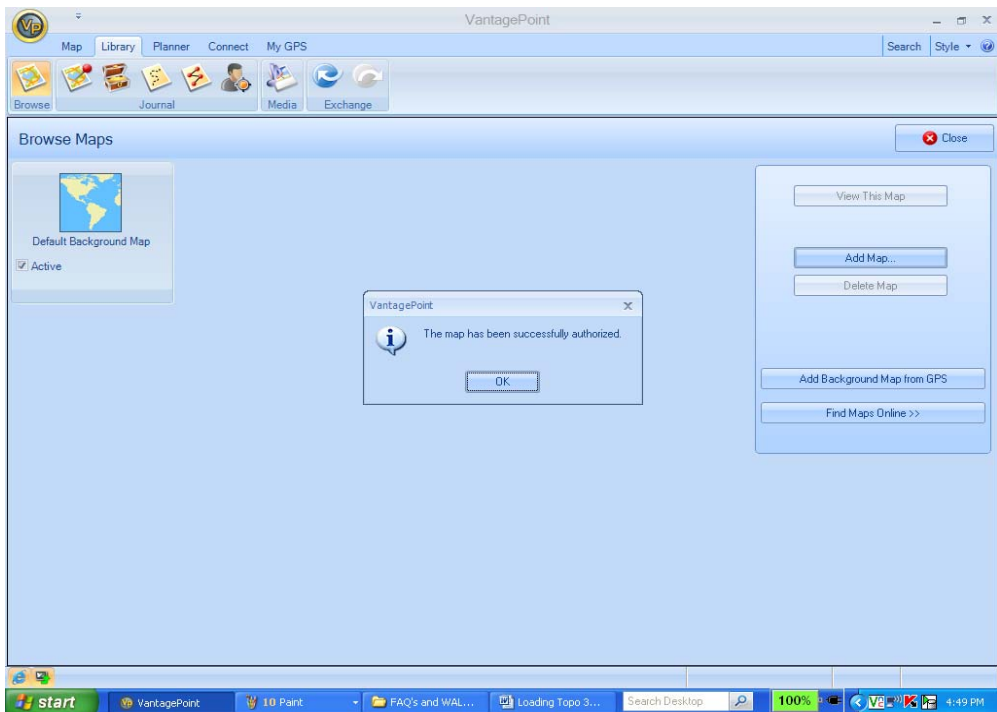 Vp
VantagePoint
Map Library Planner Connect My GPS
Search Style
Browse Journal Media Exchange
Browse Maps
Close
Default Background Map
Active
View This Map
Add Map...
Delete Map
Add Background Map from GPS
Find Maps Online >>
VantagePoint
The map has been successfully authorized.
OK
start VantagePoint 10 Paint FAQ's and WAL... Loading Topo 3... Search Desktop 100% 4:49 PM